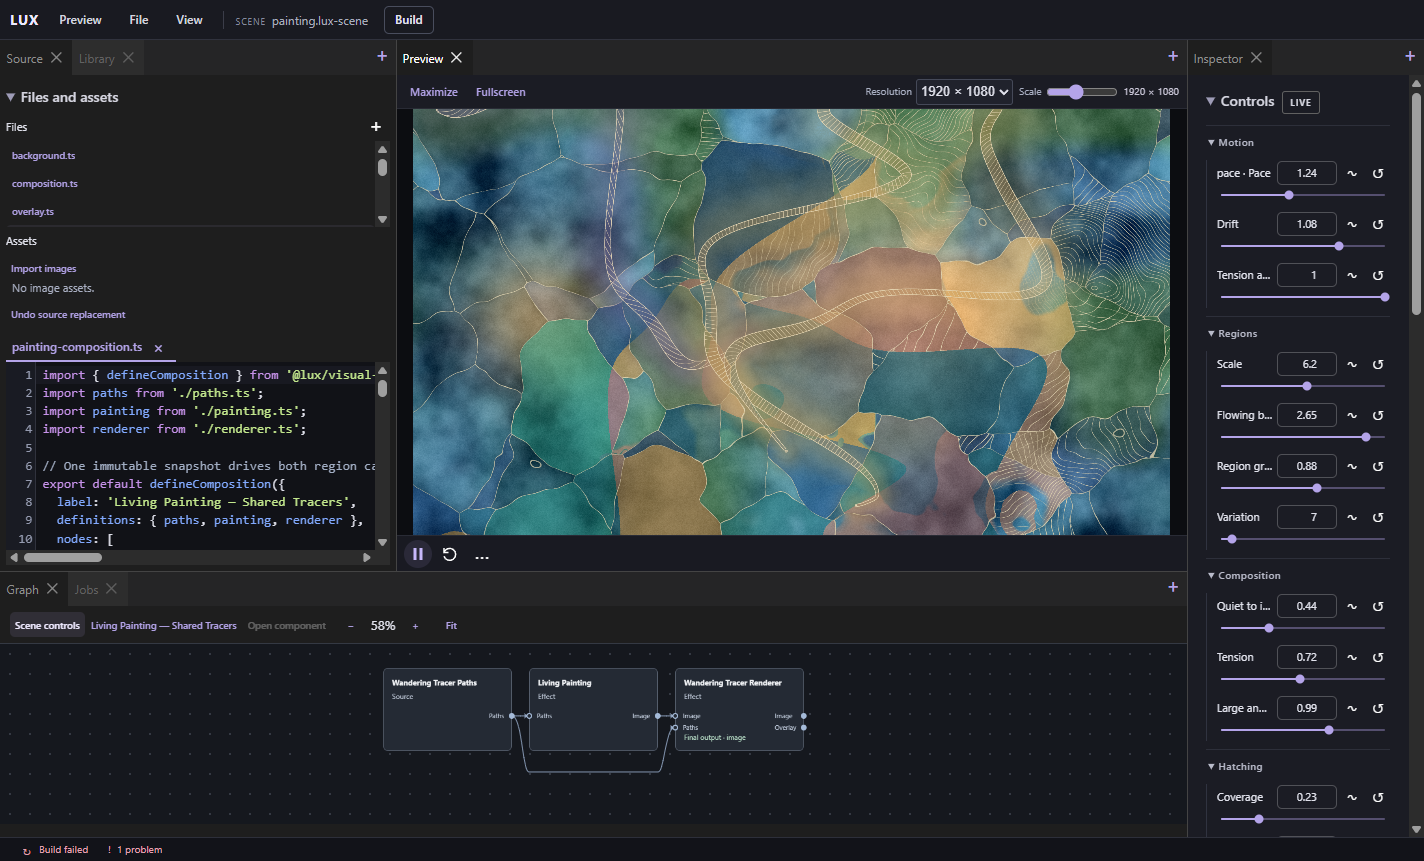 LUX Preview File View SCENE painting.lux-scene Build
Source Library +
Files and assets
Files +
background.ts
composition.ts
overlay.ts
Assets
Import images
No image assets.
Undo source replacement
painting-composition.ts ×
1 import { defineComposition } from '@lux/visual-
2 import paths from './paths.ts';
3 import painting from './painting.ts';
4 import renderer from './renderer.ts';
5
6 // One immutable snapshot drives both region ca
7 export default defineComposition({
8 label: 'Living Painting — Shared Tracers',
9 definitions: { paths, painting, renderer },
10 nodes: [
Preview +
Maximize Fullscreen Resolution 1920 × 1080 Scale 1920 × 1080
...
Graph Jobs +
Scene controls Living Painting — Shared Tracers Open component − 58% + Fit
Wandering Tracer Paths
Source
Paths
Living Painting
Effect
Paths Image
Wandering Tracer Renderer
Effect
Image Image
Paths Overlay
Final output · image
Inspector +
Controls LIVE
Motion
pace · Pace 1.24
Drift 1.08
Tension a... 1
Regions
Scale 6.2
Flowing b... 2.65
Region gr... 0.88
Variation 7
Composition
Quiet to i... 0.44
Tension 0.72
Large an... 0.99
Hatching
Coverage 0.23
Build failed ! 1 problem